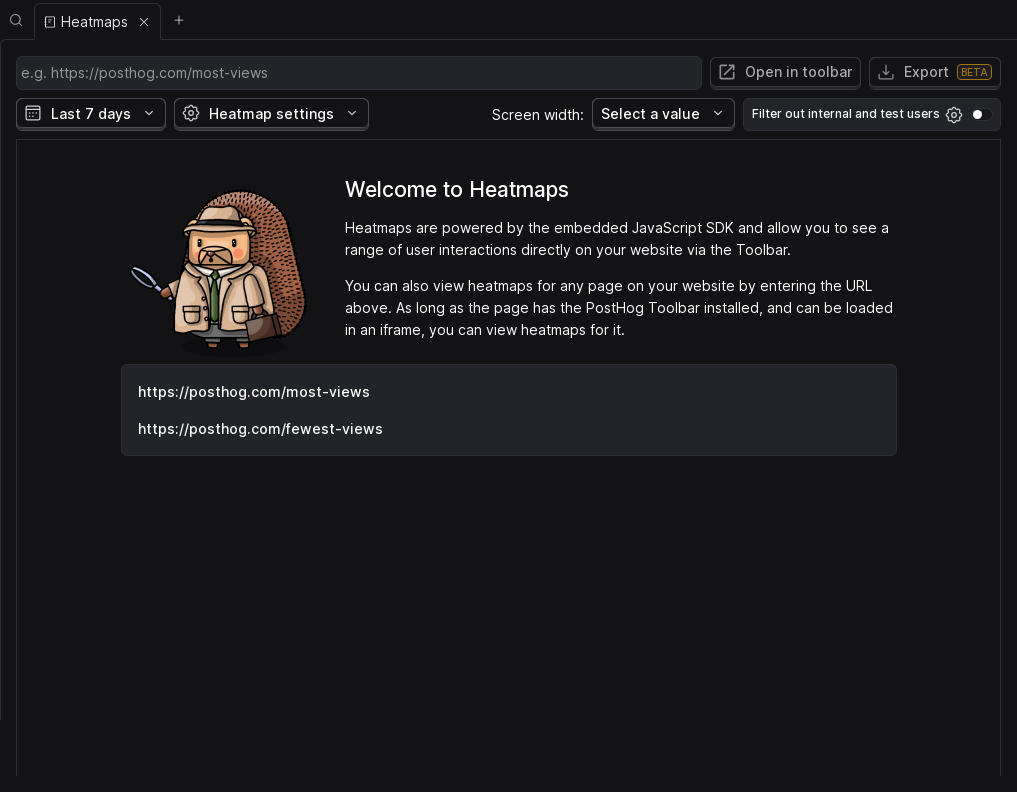 Heatmaps
e.g. https://posthog.com/most-views
Open in toolbar
Export BETA
Last 7 days
Heatmap settings
Screen width:
Select a value
Filter out internal and test users
Welcome to Heatmaps
Heatmaps are powered by the embedded JavaScript SDK and allow you to see a
range of user interactions directly on your website via the Toolbar.
You can also view heatmaps for any page on your website by entering the URL
above. As long as the page has the PostHog Toolbar installed, and can be loaded
in an iframe, you can view heatmaps for it.
https://posthog.com/most-views
https://posthog.com/fewest-views